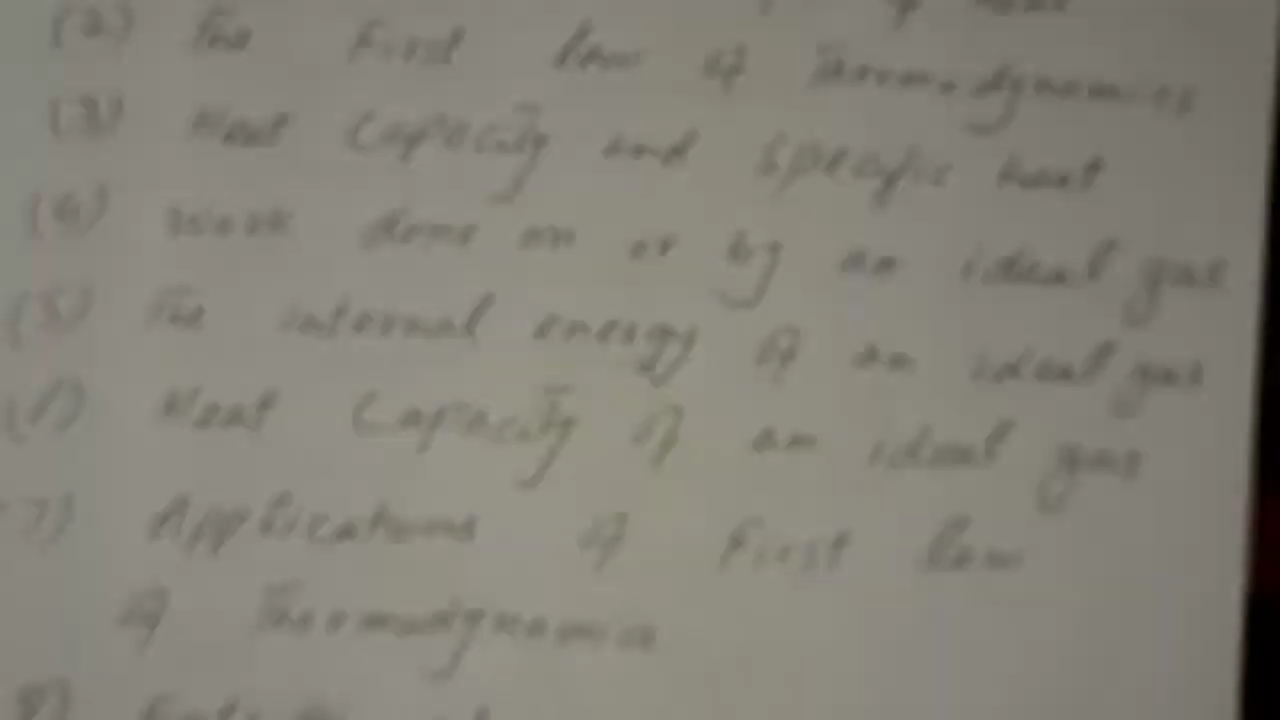 (2) The First law of Thermodynamics
(3) Heat Capacity and Specific heat
(4) Work done on or by an ideal gas
(5) The internal energy of an ideal gas
Heat Capacity of an ideal gas
7) Applications of First law
of Thermodynamics
8)